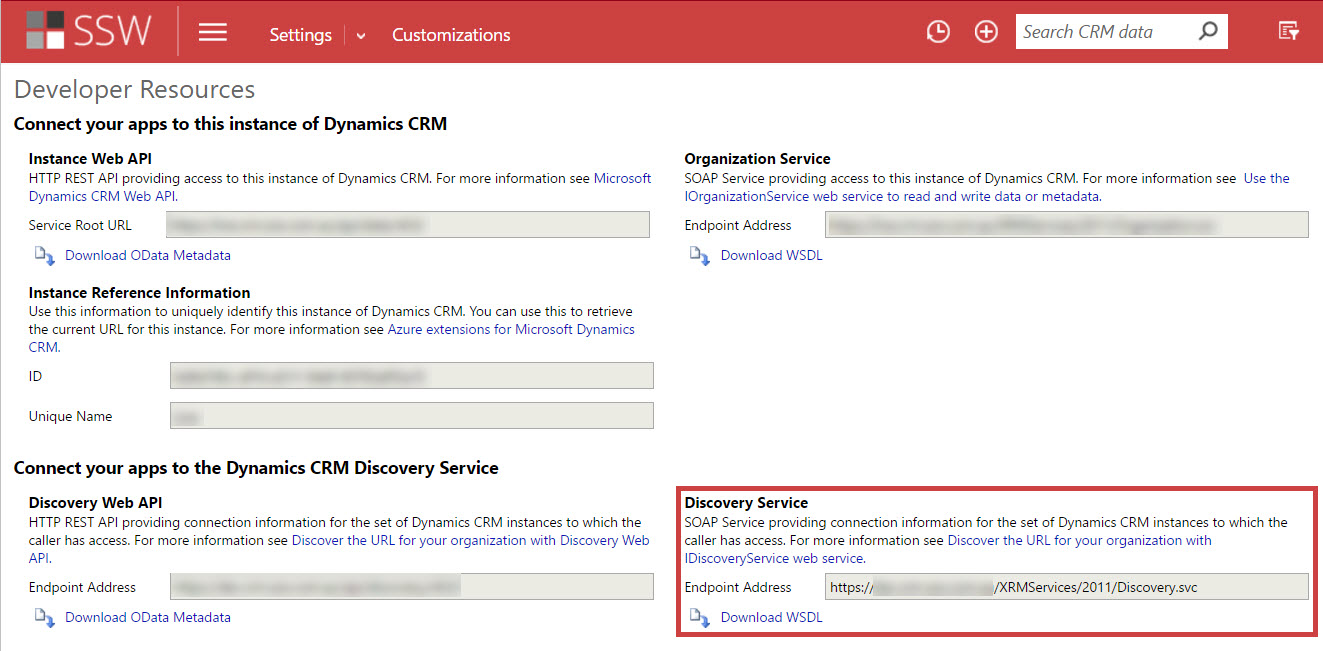 SSW
Settings
Customizations
Search CRM data
Developer Resources
Connect your apps to this instance of Dynamics CRM
Instance Web API
HTTP REST API providing access to this instance of Dynamics CRM. For more information see Microsoft
Dynamics CRM Web API.
Service Root URL
Download OData Metadata
Organization Service
SOAP Service providing access to this instance of Dynamics CRM. For more information see Use the
IOrganizationService web service to read and write data or metadata.
Endpoint Address
Download WSDL
Instance Reference Information
Use this information to uniquely identify this instance of Dynamics CRM. You can use this to retrieve
the current URL for this instance. For more information see Azure extensions for Microsoft Dynamics
CRM.
ID
Unique Name
Connect your apps to the Dynamics CRM Discovery Service
Discovery Web API
HTTP REST API providing connection information for the set of Dynamics CRM instances to which the
caller has access. For more information see Discover the URL for your organization with Discovery Web
API.
Endpoint Address
Download OData Metadata
Discovery Service
SOAP Service providing connection information for the set of Dynamics CRM instances to which the
caller has access. For more information see Discover the URL for your organization with
IDiscoveryService web service.
Endpoint Address
https:// /XRMServices/2011/Discovery.svc
Download WSDL